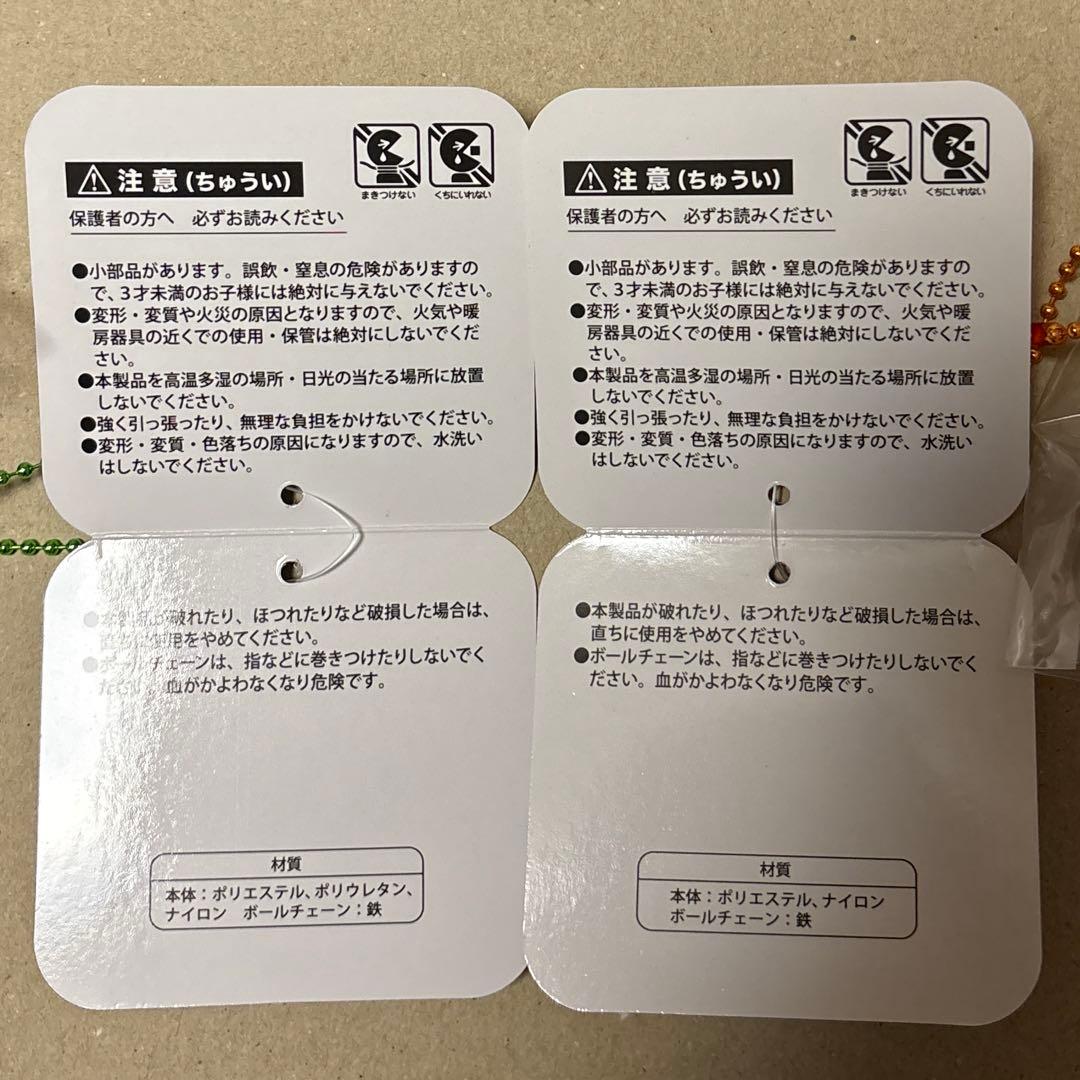 注 意 (ちゅうい)
まきつけない
くちにいれない
保護者の方へ　必ずお読みください
●小部品があります。誤飲・窒息の危険がありますの
で、3才未満のお子様には絶対に与えないでください。
●変形・変質や火災の原因となりますので、火気や暖
房器具の近くでの使用・保管は絶対にしないでくだ
さい。
●本製品を高温多湿の場所・日光の当たる場所に放置
しないでください。
●強く引っ張ったり、無理な負担をかけないでください。
●変形・変質・色落ちの原因になりますので、水洗い
はしないでください。
●本製品が破れたり、ほつれたりなど破損した場合は、
直ちに使用をやめてください。
●ボールチェーンは、指などに巻きつけたりしないでく
ださい。血がかよわなくなり危険です。
材質
本体：ポリエステル、ポリウレタン、
ナイロン　ボールチェーン：鉄
注 意 (ちゅうい)
まきつけない
くちにいれない
保護者の方へ　必ずお読みください
●小部品があります。誤飲・窒息の危険がありますの
で、3才未満のお子様には絶対に与えないでください。
●変形・変質や火災の原因となりますので、火気や暖
房器具の近くでの使用・保管は絶対にしないでくだ
さい。
●本製品を高温多湿の場所・日光の当たる場所に放置
しないでください。
●強く引っ張ったり、無理な負担をかけないでください。
●変形・変質・色落ちの原因になりますので、水洗い
はしないでください。
●本製品が破れたり、ほつれたりなど破損した場合は、
直ちに使用をやめてください。
●ボールチェーンは、指などに巻きつけたりしないでく
ださい。血がかよわなくなり危険です。
材質
本体：ポリエステル、ナイロン
ボールチェーン：鉄